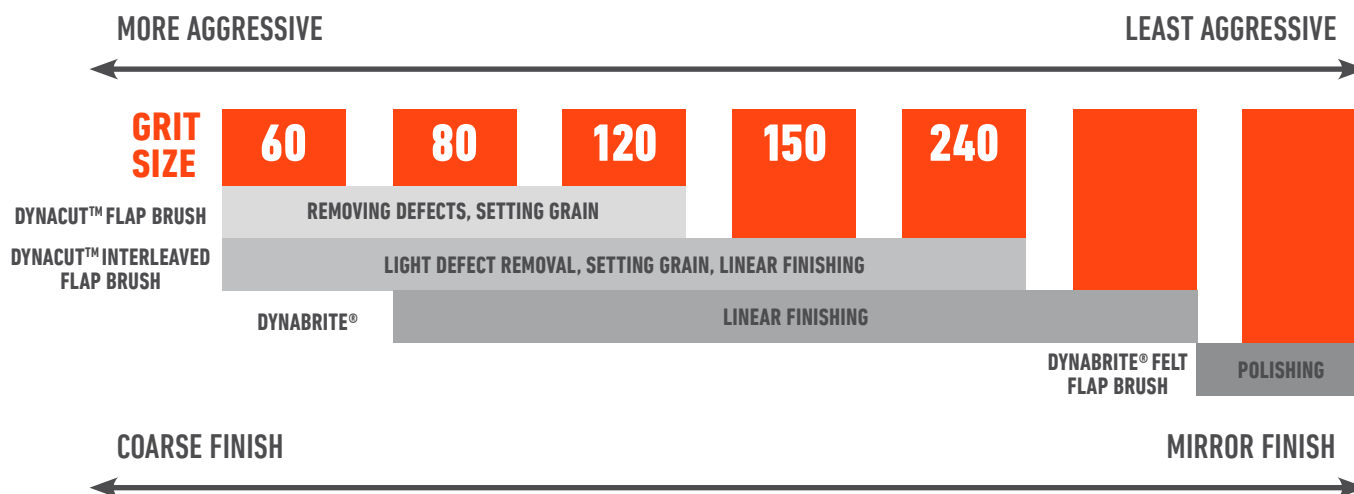 MORE AGGRESSIVE
LEAST AGGRESSIVE
GRIT
SIZE
60
80
120
150
240
DYNACUT™ FLAP BRUSH
REMOVING DEFECTS, SETTING GRAIN
DYNACUT™ INTERLEAVED
FLAP BRUSH
LIGHT DEFECT REMOVAL, SETTING GRAIN, LINEAR FINISHING
DYNABRITE®
LINEAR FINISHING
DYNABRITE® FELT
FLAP BRUSH
POLISHING
COARSE FINISH
MIRROR FINISH